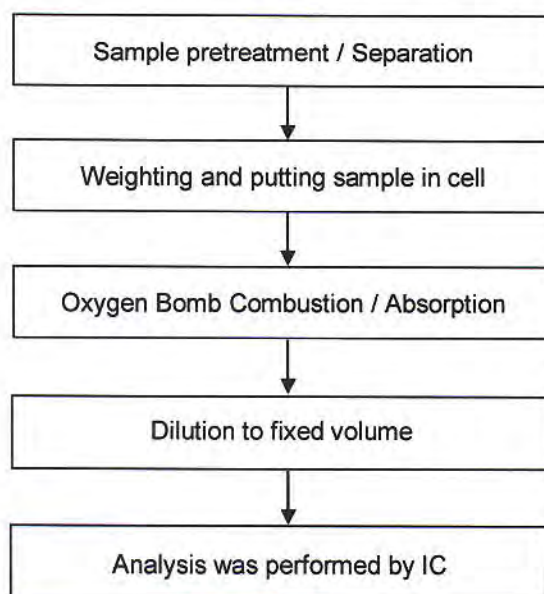 Sample pretreatment / Separation
Weighting and putting sample in cell
Oxygen Bomb Combustion / Absorption
Dilution to fixed volume
Analysis was performed by IC